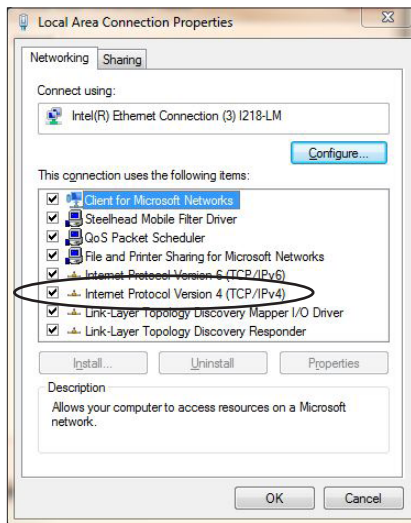 Local Area Connection Properties
Networking Sharing
Connect using:
Intel(R) Ethernet Connection (3) I218-LM
Configure...
This connection uses the following items:
Client for Microsoft Networks
Steelhead Mobile Filter Driver
QoS Packet Scheduler
File and Printer Sharing for Microsoft Networks
Internet Protocol Version 6 (TCP/IPv6)
Internet Protocol Version 4 (TCP/IPv4)
Link-Layer Topology Discovery Mapper I/O Driver
Link-Layer Topology Discovery Responder
Install... Uninstall Properties
Description
Allows your computer to access resources on a Microsoft
network.
OK Cancel